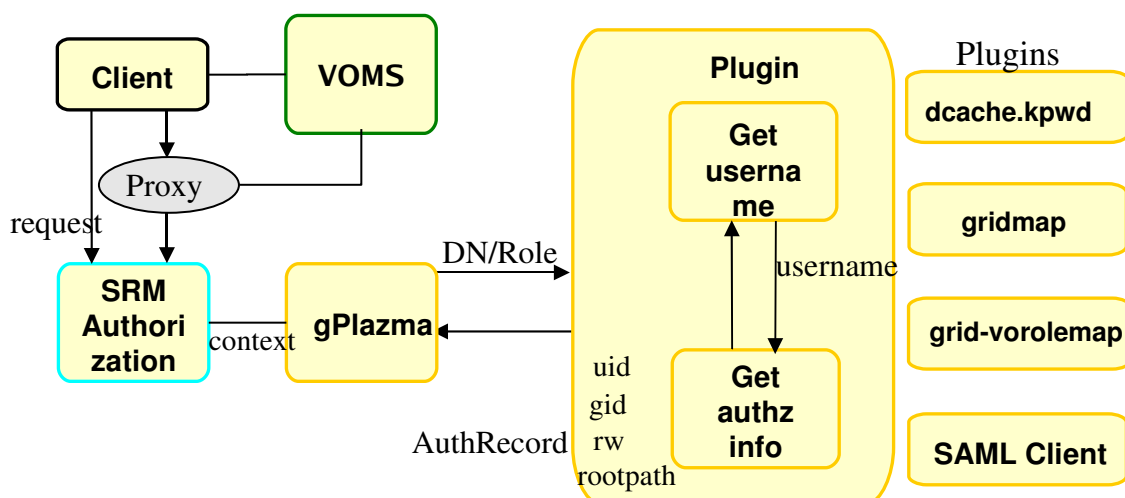 Client
VOMS
Plugin
Plugins
dcache.kpwd
Get
userna
me
Proxy
request
gridmap
DN/Role
username
SRM
Authori
zation
context
gPlazma
grid-vorolemap
uid
gid
AuthRecord
rw
rootpath
Get
authz
info
SAML Client